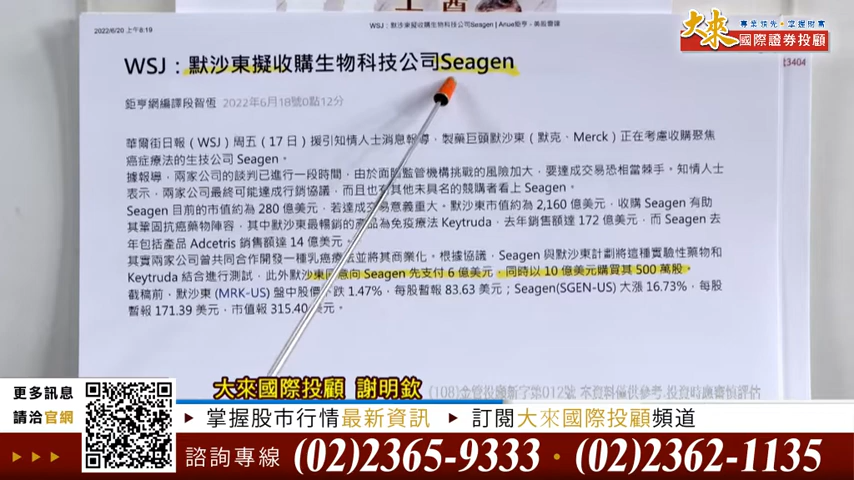 2022/6/20 上午8:19
WSJ：默沙東擬收購生物科技公司Seagen | Anue鉅亨 - 美股雷達
大來
專業領先・掌握財富
國際證券投顧
3404
WSJ：默沙東擬收購生物科技公司Seagen
鉅亨網編譯段智恆 2022年6月18號0點12分
華爾街日報（WSJ）周五（17 日）援引知情人士消息報導，製藥巨頭默沙東（默克、Merck）正在考慮收購聚焦
癌症療法的生技公司 Seagen。
據報導，兩家公司的談判已進行一段時間，由於面臨監管機構挑戰的風險加大，要達成交易恐相當棘手。知情人士
表示，兩家公司最終可能達成行銷協議，而且也有其他未具名的競購者看上 Seagen。
Seagen 目前的市值約為 280 億美元，若達成交易意義重大。默沙東市值約為 2,160 億美元，收購 Seagen 有助
其鞏固抗癌藥物陣容，其中默沙東最暢銷的產品為免疫療法 Keytruda，去年銷售額達 172 億美元，而 Seagen 去
年包括產品 Adcetris 銷售額達 14 億美元。
其實兩家公司曾共同合作開發一種乳癌療法並將其商業化。根據協議，Seagen 與默沙東計劃將這種實驗性藥物和
Keytruda 結合進行測試，此外默沙東同意向 Seagen 先支付 6 億美元，同時以 10 億美元購買其 500 萬股。
截稿前，默沙東 (MRK-US) 盤中股價下跌 1.47%，每股暫報 83.63 美元；Seagen(SGEN-US) 大漲 16.73%，每股
暫報 171.39 美元，市值報 315.40 美元。
大來國際投顧 謝明欽
(108)金管投顧新字第012號 本資料僅供參考，投資時應審慎評估
更多訊息
請洽官網
掌握股市行情最新資訊 訂閱大來國際投顧頻道
諮詢專線 (02)2365-9333・(02)2362-1135